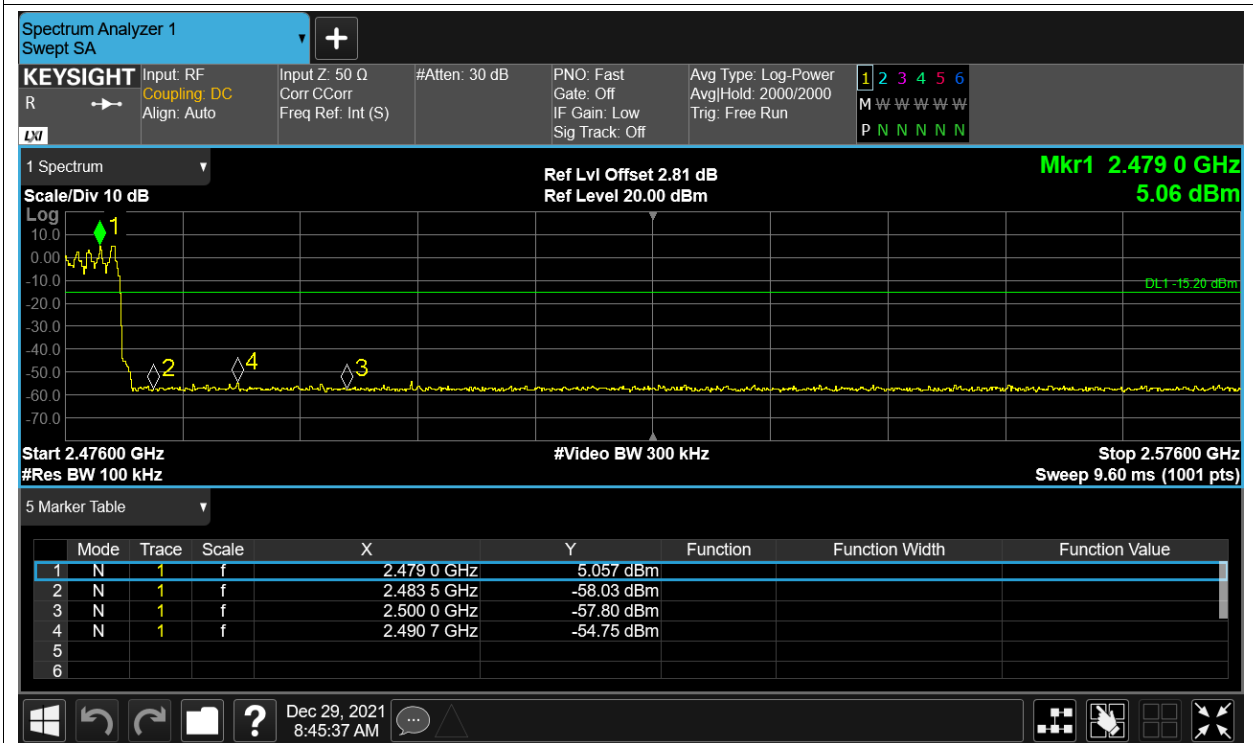 Spectrum Analyzer 1
Swept SA
+
KEYSIGHT Input: RF Input Z: 50 Ω #Atten: 30 dB PNO: Fast Avg Type: Log-Power 1 2 3 4 5 6
R Coupling: DC Corr CCorr Gate: Off Avg|Hold: 2000/2000 M W W W W W
Align: Auto Freq Ref: Int (S) IF Gain: Low Trig: Free Run
LXI Sig Track: Off P N N N N N
1 Spectrum Ref Lvl Offset 2.81 dB Mkr1 2.479 0 GHz
Scale/Div 10 dB Ref Level 20.00 dBm 5.06 dBm
Log
1
10.0
0.00
-10.0
DL1 -15.20 dBm
-20.0
-30.0
-40.0
2 4 3
-50.0
-60.0
-70.0
Start 2.47600 GHz #Video BW 300 kHz Stop 2.57600 GHz
#Res BW 100 kHz Sweep 9.60 ms (1001 pts)
5 Marker Table
Mode Trace Scale X Y Function Function Width Function Value
1 N 1 f 2.479 0 GHz 5.057 dBm
2 N 1 f 2.483 5 GHz -58.03 dBm
3 N 1 f 2.500 0 GHz -57.80 dBm
4 N 1 f 2.490 7 GHz -54.75 dBm
5
6
? Dec 29, 2021
8:45:37 AM